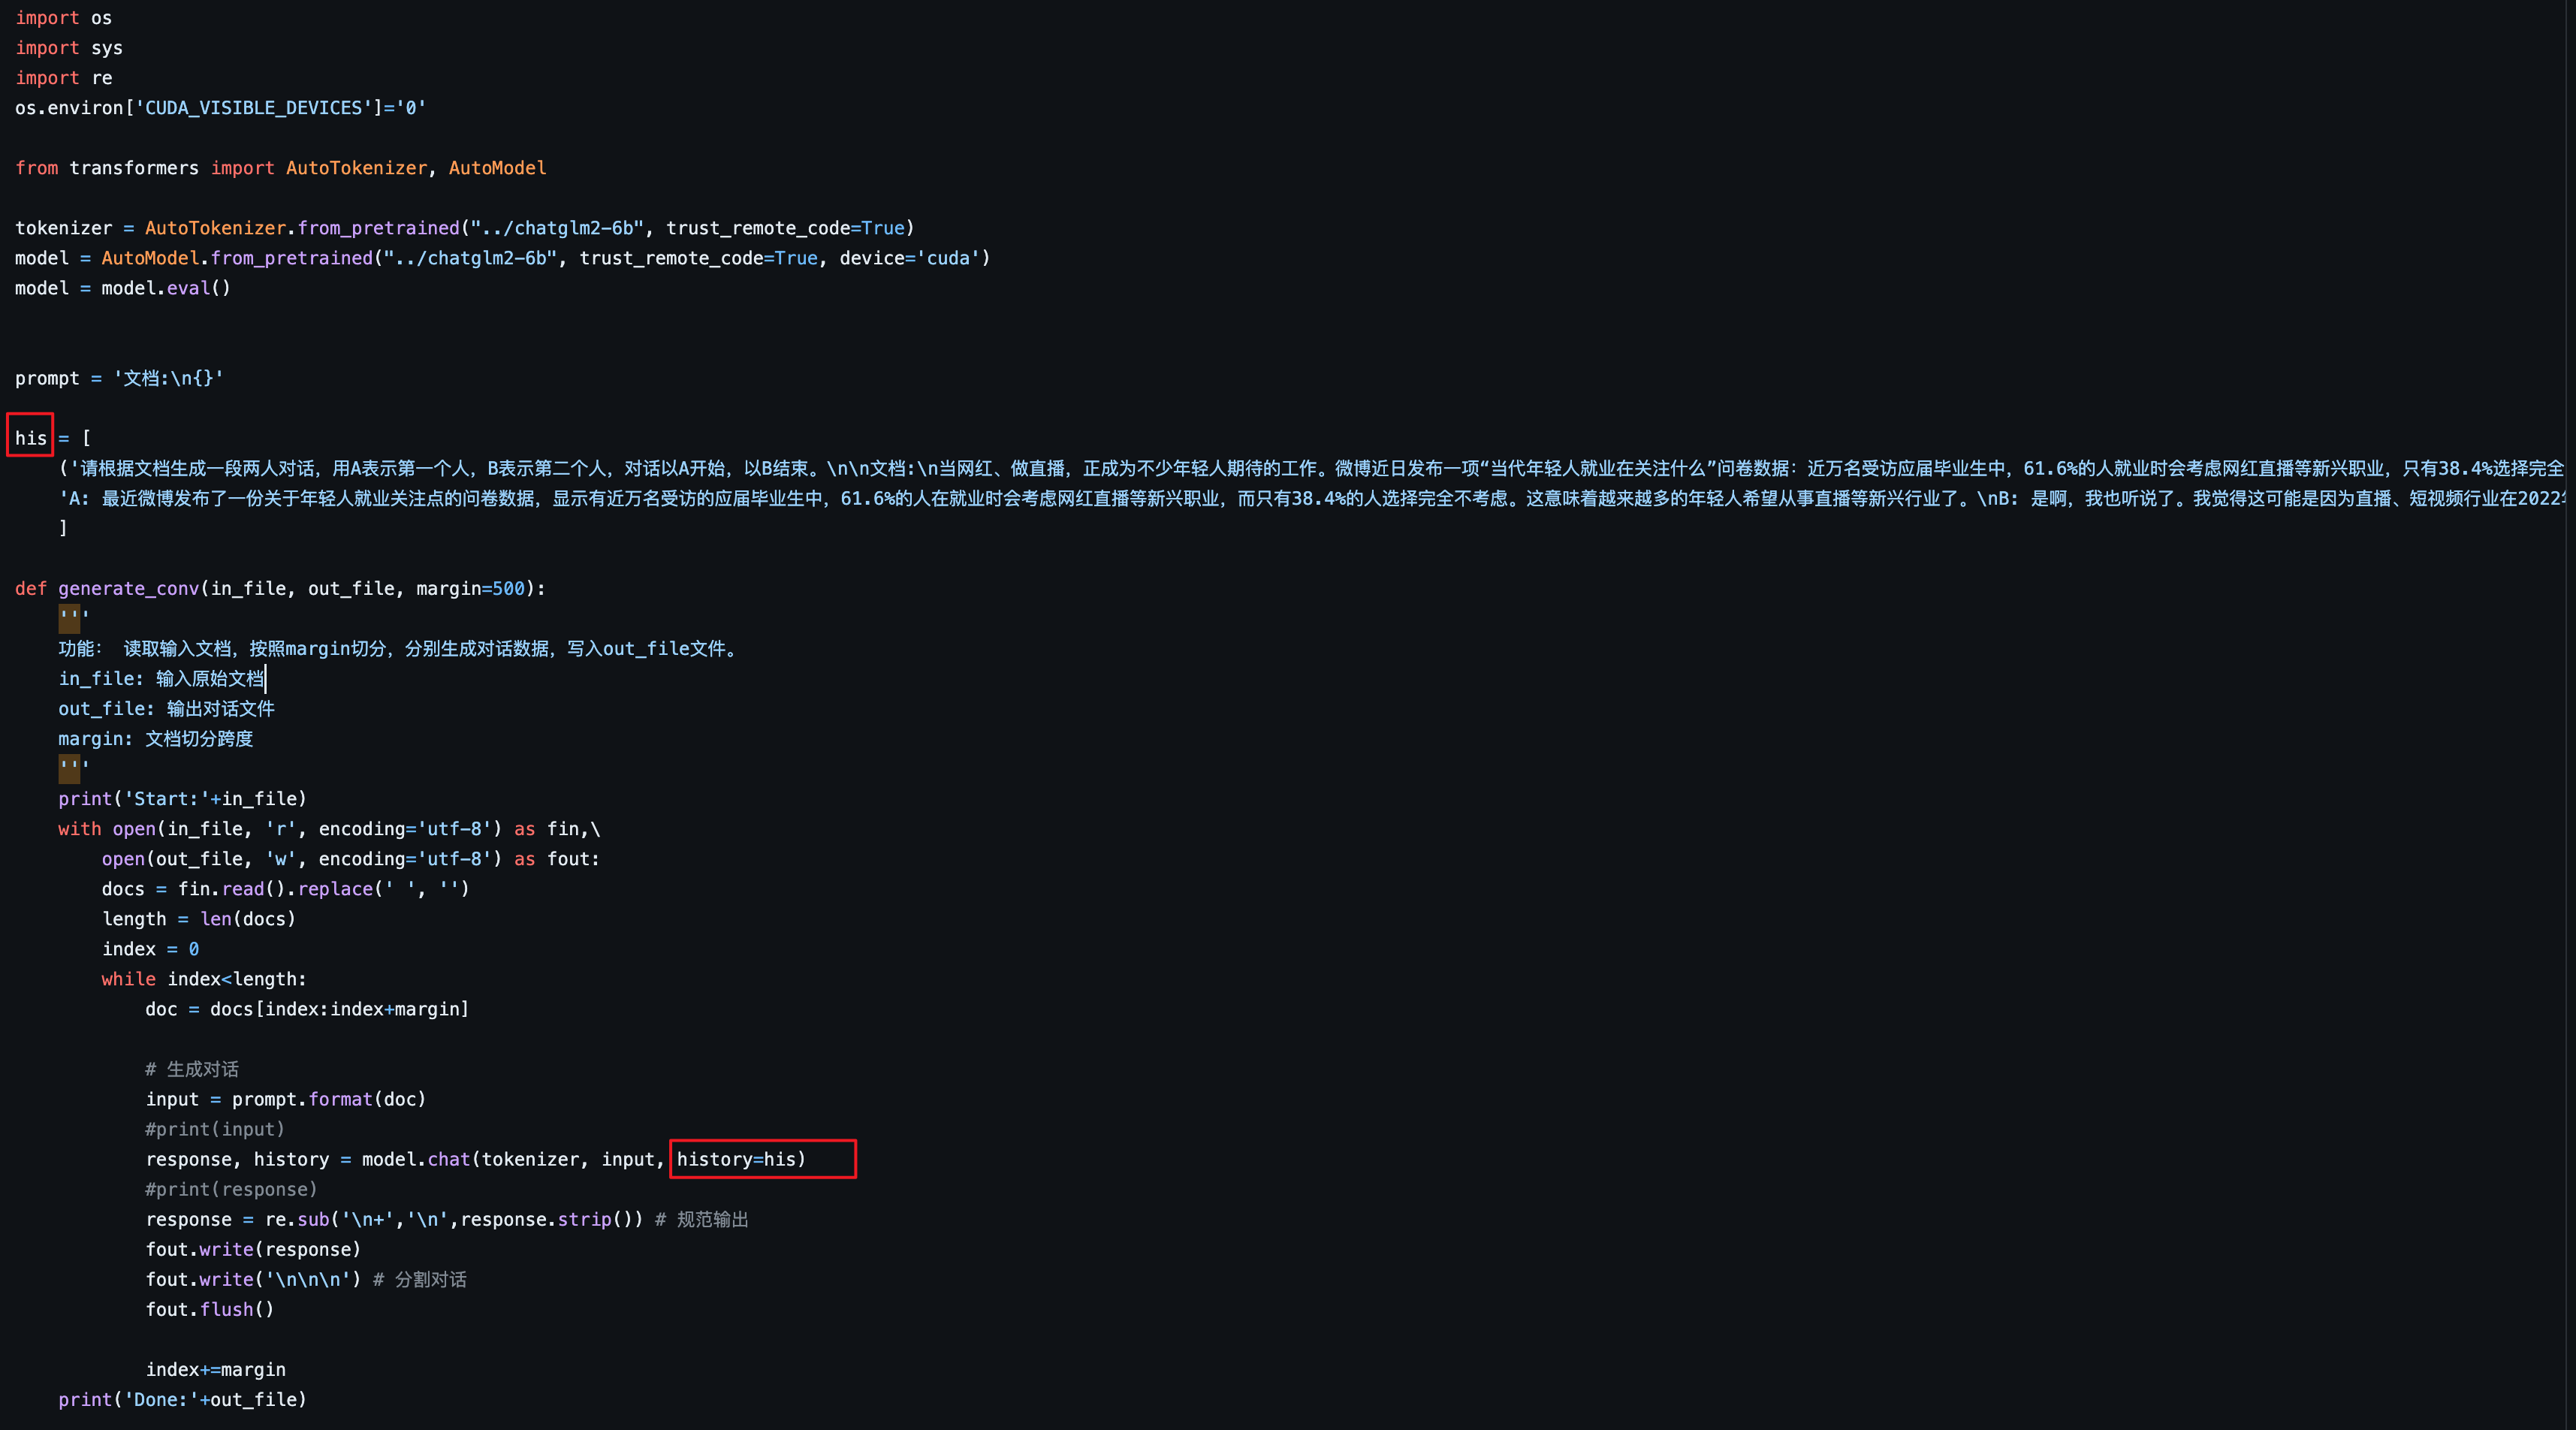 import os
import sys
import re
os.environ['CUDA_VISIBLE_DEVICES']='0'
from transformers import AutoTokenizer, AutoModel
tokenizer = AutoTokenizer.from_pretrained("../chatglm2-6b", trust_remote_code=True)
model = AutoModel.from_pretrained("../chatglm2-6b", trust_remote_code=True, device='cuda')
model = model.eval()
prompt = '文档:\n{}'
his = [
('请根据文档生成一段两人对话，用A表示第一个人，B表示第二个人，对话以A开始，以B结束。\n\n文档:\n当网红、做直播，正成为不少年轻人期待的工作。微博近日发布一项“当代年轻人就业在关注什么”问卷数据：近万名受访应届毕业生中，61.6%的人就业时会考虑网红直播等新兴职业，只有38.4%选择完全
'A: 最近微博发布了一份关于年轻人就业关注点的问卷数据，显示有近万名受访的应届毕业生中，61.6%的人在就业时会考虑网红直播等新兴职业，而只有38.4%的人选择完全不考虑。这意味着越来越多的年轻人希望从事直播等新兴行业了。\nB: 是啊，我也听说了。我觉得这可能是因为直播、短视频行业在2022
]
def generate_conv(in_file, out_file, margin=500):
'''
功能： 读取输入文档，按照margin切分，分别生成对话数据，写入out_file文件。
in_file: 输入原始文档
out_file: 输出对话文件
margin: 文档切分跨度
'''
print('Start:'+in_file)
with open(in_file, 'r', encoding='utf-8') as fin,\
open(out_file, 'w', encoding='utf-8') as fout:
docs = fin.read().replace(' ', '')
length = len(docs)
index = 0
while index<length:
doc = docs[index:index+margin]
# 生成对话
input = prompt.format(doc)
#print(input)
response, history = model.chat(tokenizer, input, history=his)
#print(response)
response = re.sub('\n+','\n',response.strip()) # 规范输出
fout.write(response)
fout.write('\n\n\n') # 分割对话
fout.flush()
index+=margin
print('Done:'+out_file)